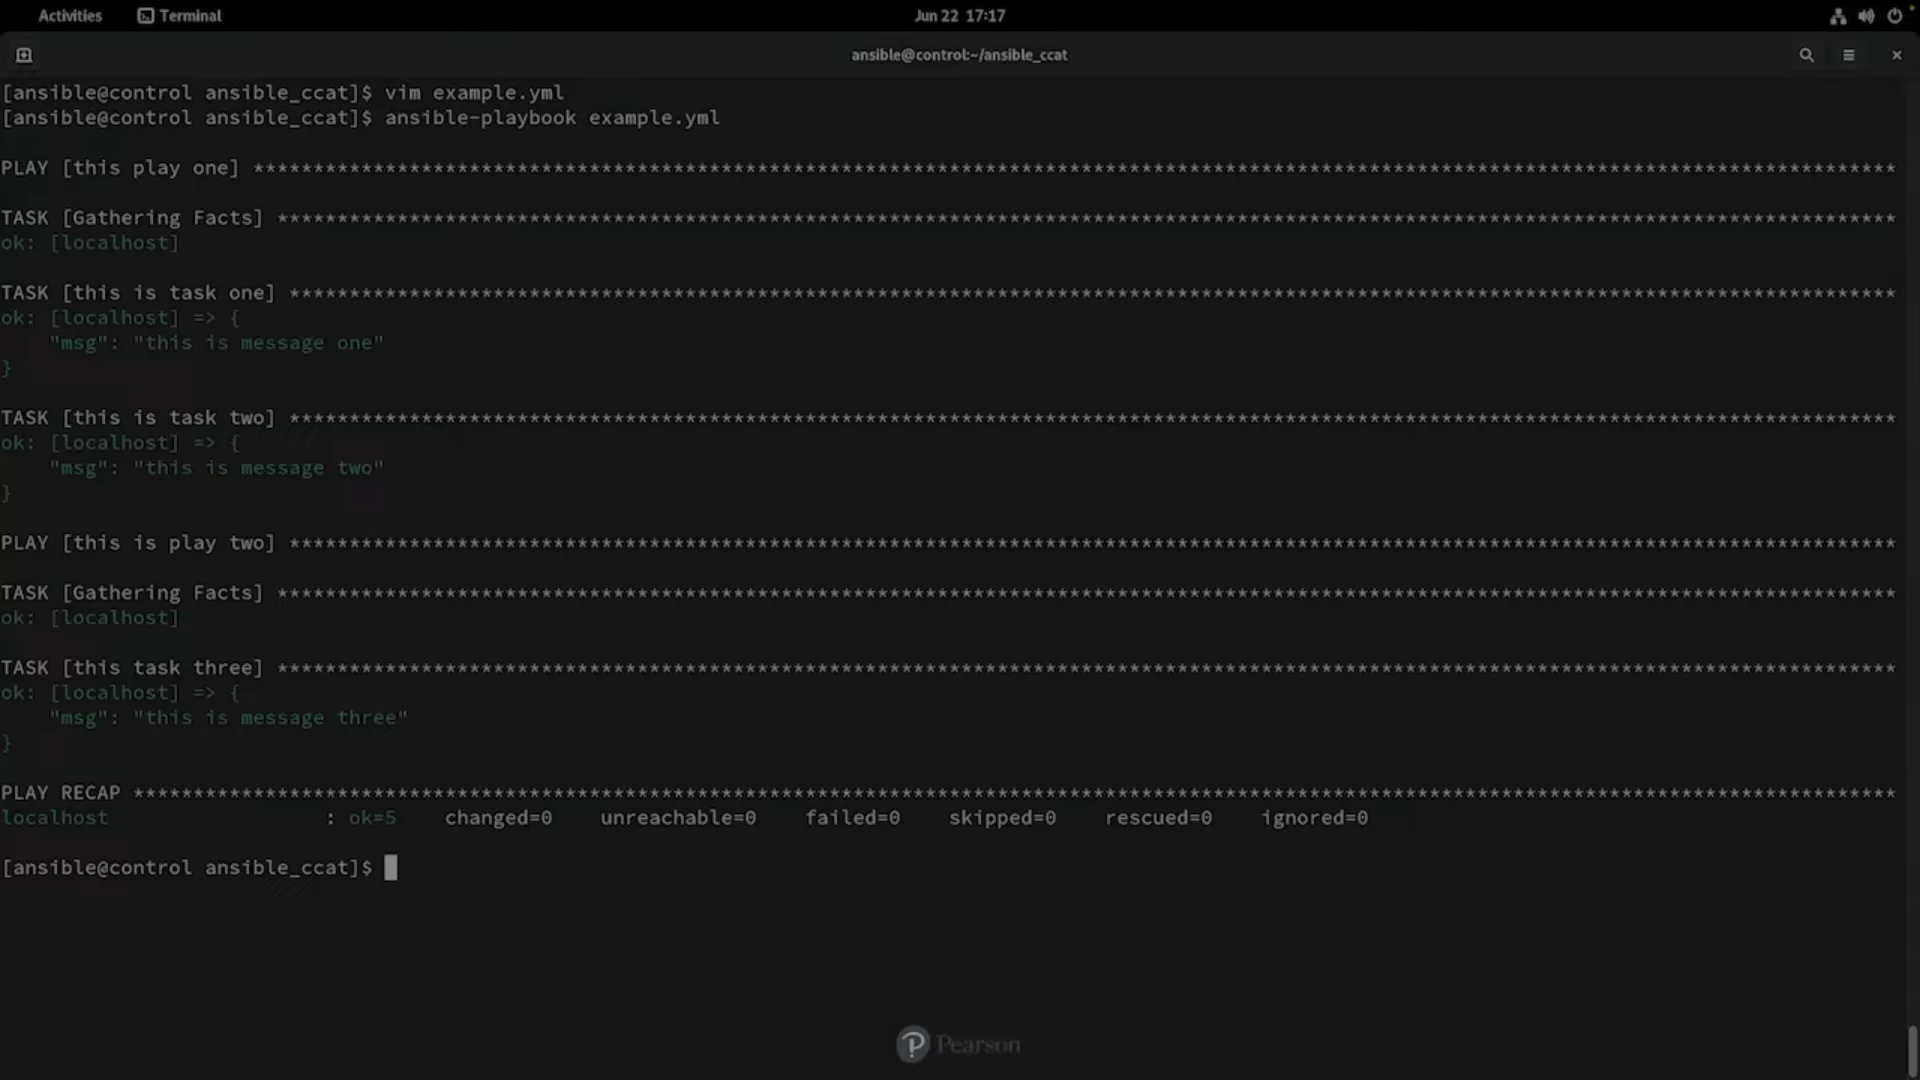 Activities Terminal Jun 22 17:17
ansible@control:~/ansible_ccat
[ansible@control ansible_ccat]$ vim example.yml
[ansible@control ansible_ccat]$ ansible-playbook example.yml
PLAY [this play one] ****************************************************************************************************************************************
TASK [Gathering Facts] **************************************************************************************************************************************
ok: [localhost]
TASK [this is task one] *************************************************************************************************************************************
ok: [localhost] => {
    "msg": "this is message one"
}
TASK [this is task two] *************************************************************************************************************************************
ok: [localhost] => {
    "msg": "this is message two"
}
PLAY [this is play two] *************************************************************************************************************************************
TASK [Gathering Facts] **************************************************************************************************************************************
ok: [localhost]
TASK [this task three] **************************************************************************************************************************************
ok: [localhost] => {
    "msg": "this is message three"
}
PLAY RECAP **************************************************************************************************************************************************
localhost                  : ok=5    changed=0    unreachable=0    failed=0    skipped=0    rescued=0    ignored=0
[ansible@control ansible_ccat]$
Pearson